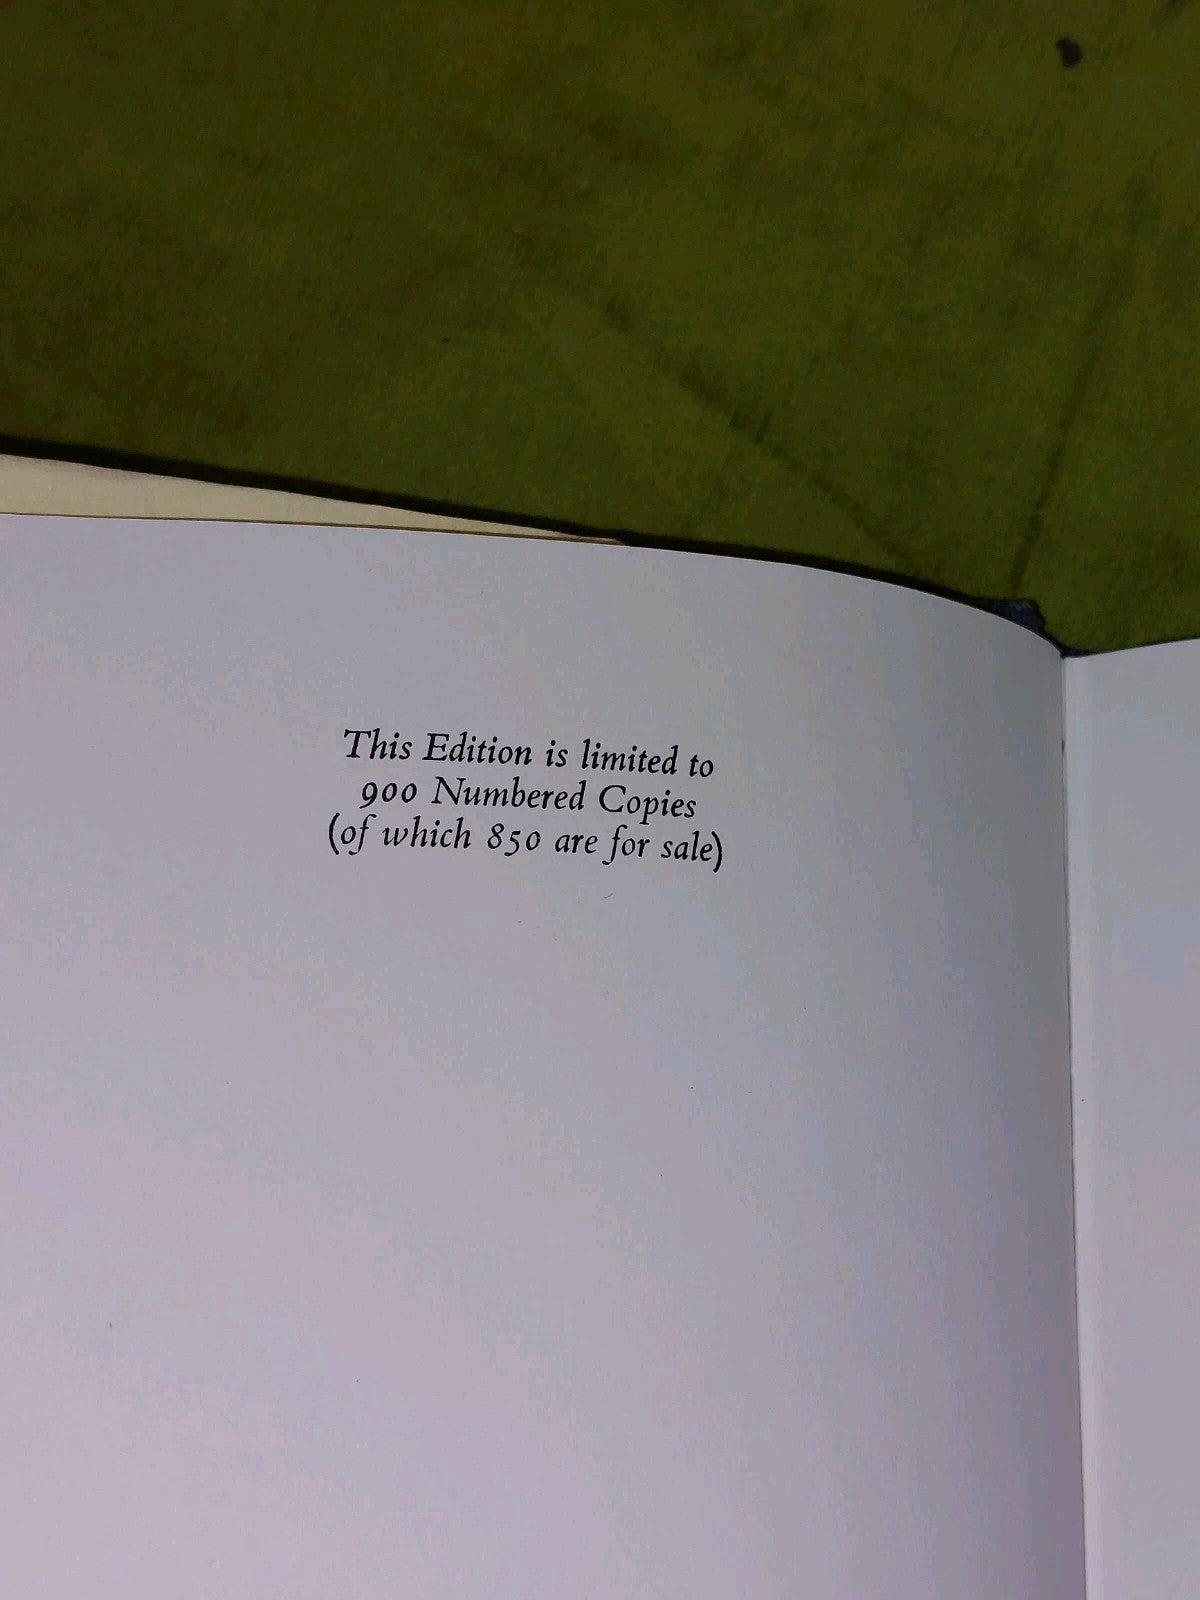 This Edition is limited to
900 Numbered Copies
(of which 850 are for sale)